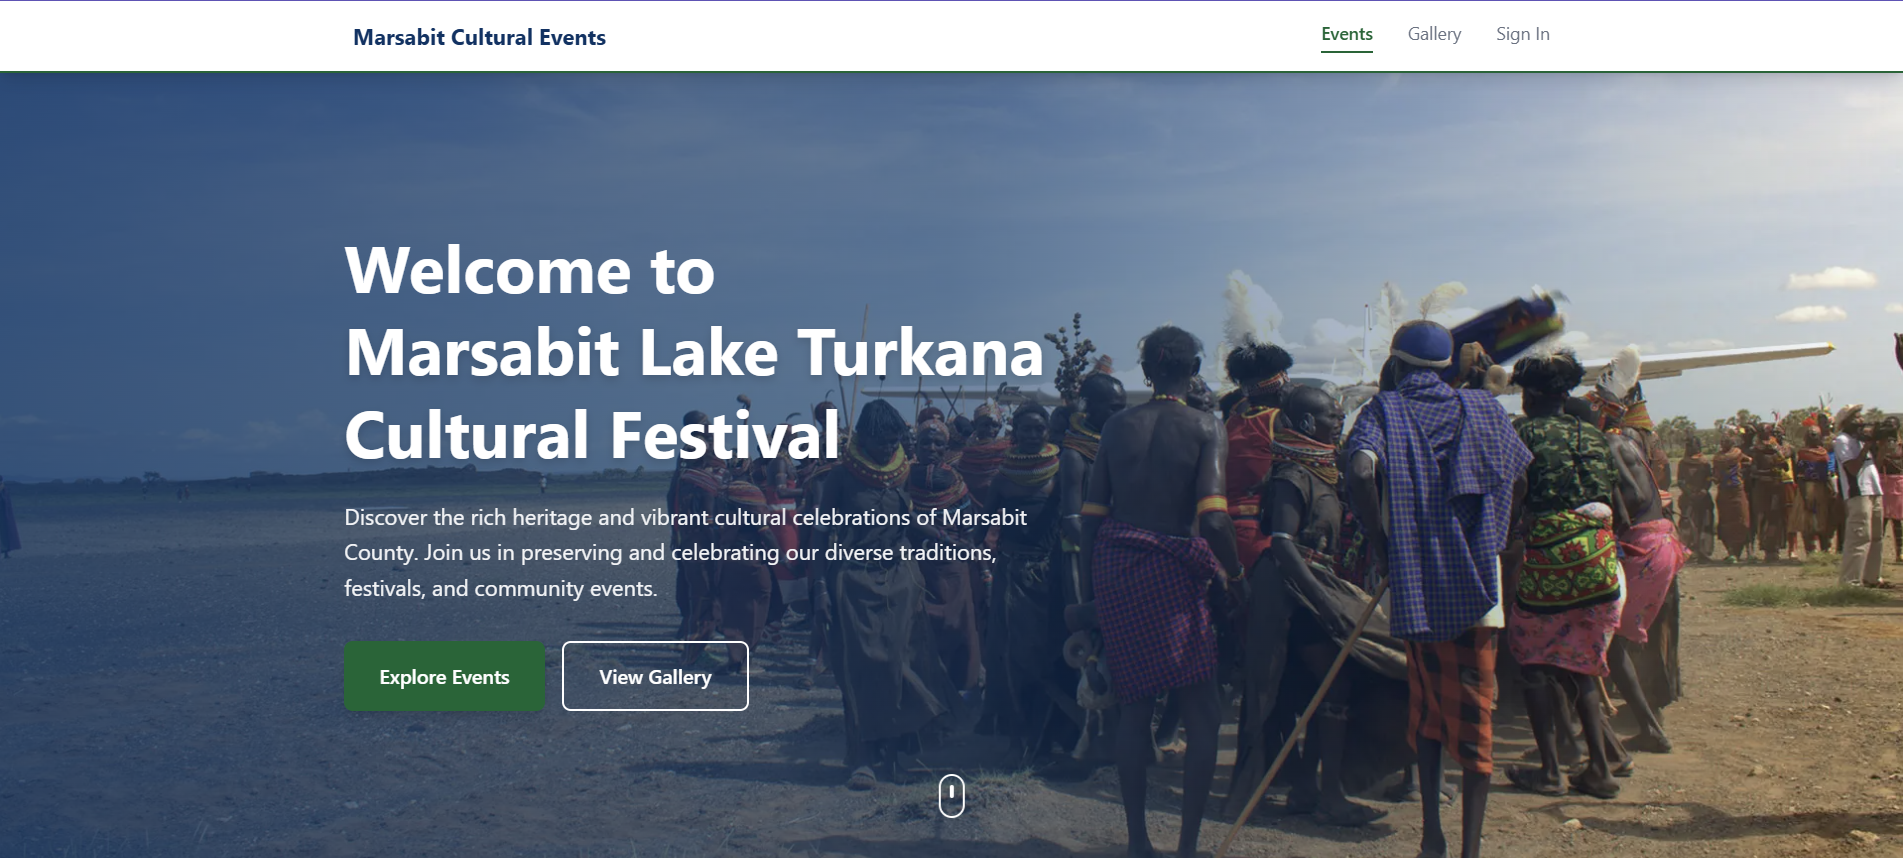 Marsabit Cultural Events
Events
Gallery
Sign In
Welcome to
Marsabit Lake Turkana
Cultural Festival
Discover the rich heritage and vibrant cultural celebrations of Marsabit
County. Join us in preserving and celebrating our diverse traditions,
festivals, and community events.
Explore Events
View Gallery